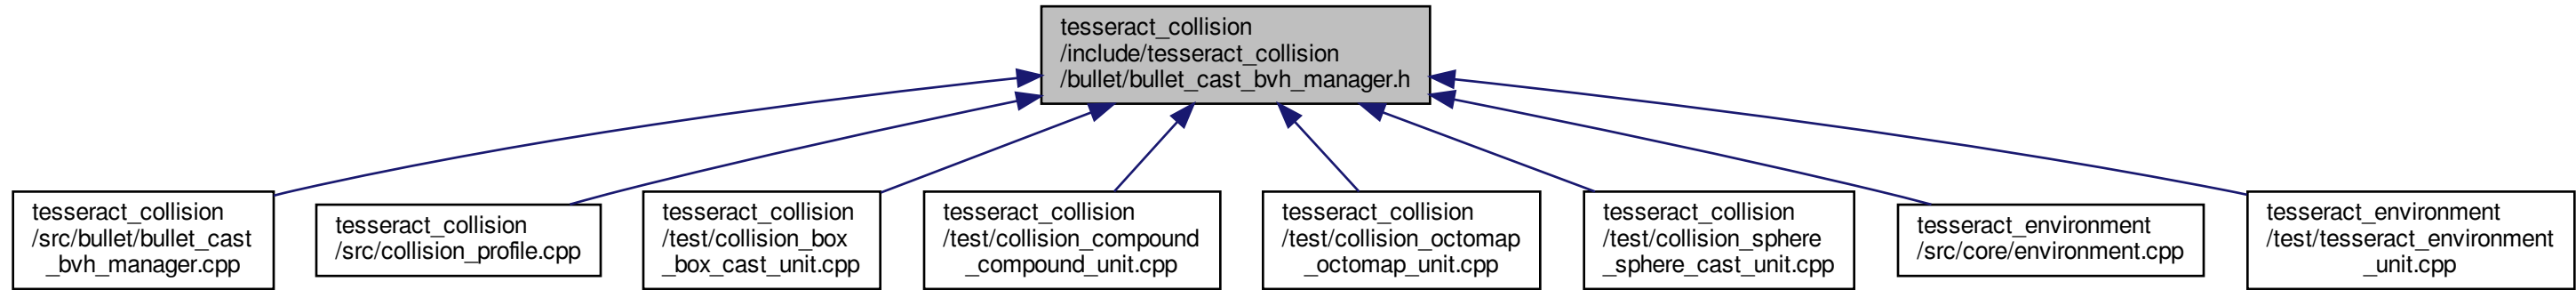 tesseract_collision
/include/tesseract_collision
/bullet/bullet_cast_bvh_manager.h
tesseract_collision
/src/bullet/bullet_cast
_bvh_manager.cpp
tesseract_collision
/src/collision_profile.cpp
tesseract_collision
/test/collision_box
_box_cast_unit.cpp
tesseract_collision
/test/collision_compound
_compound_unit.cpp
tesseract_collision
/test/collision_octomap
_octomap_unit.cpp
tesseract_collision
/test/collision_sphere
_sphere_cast_unit.cpp
tesseract_environment
/src/core/environment.cpp
tesseract_environment
/test/tesseract_environment
_unit.cpp